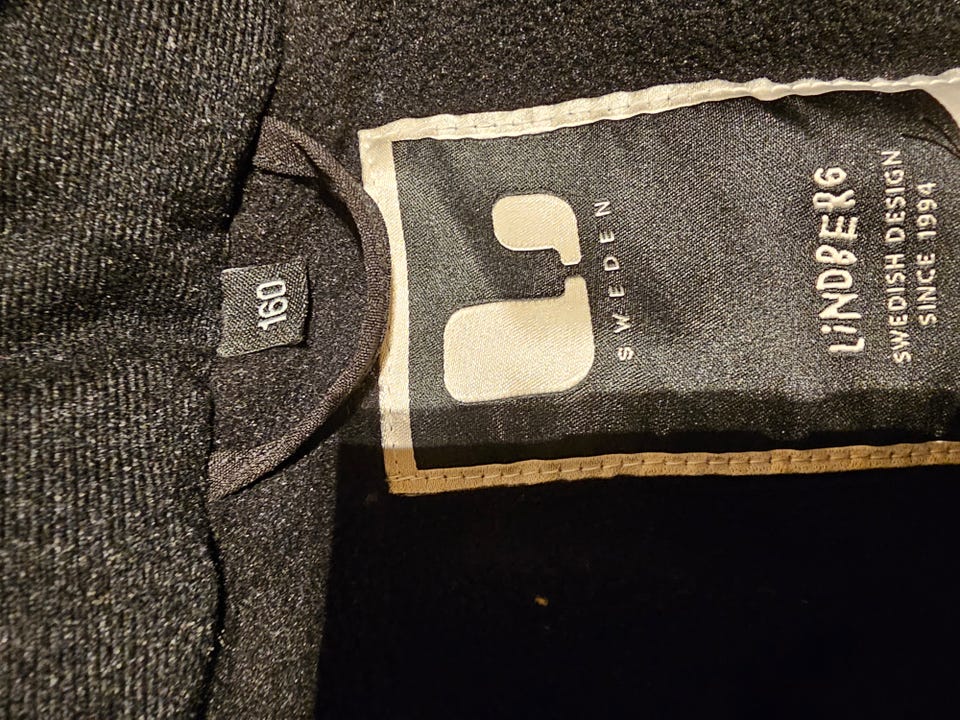 160
SWEDEN
LiNDBERG
SWEDISH DESIGN
SINCE 1994